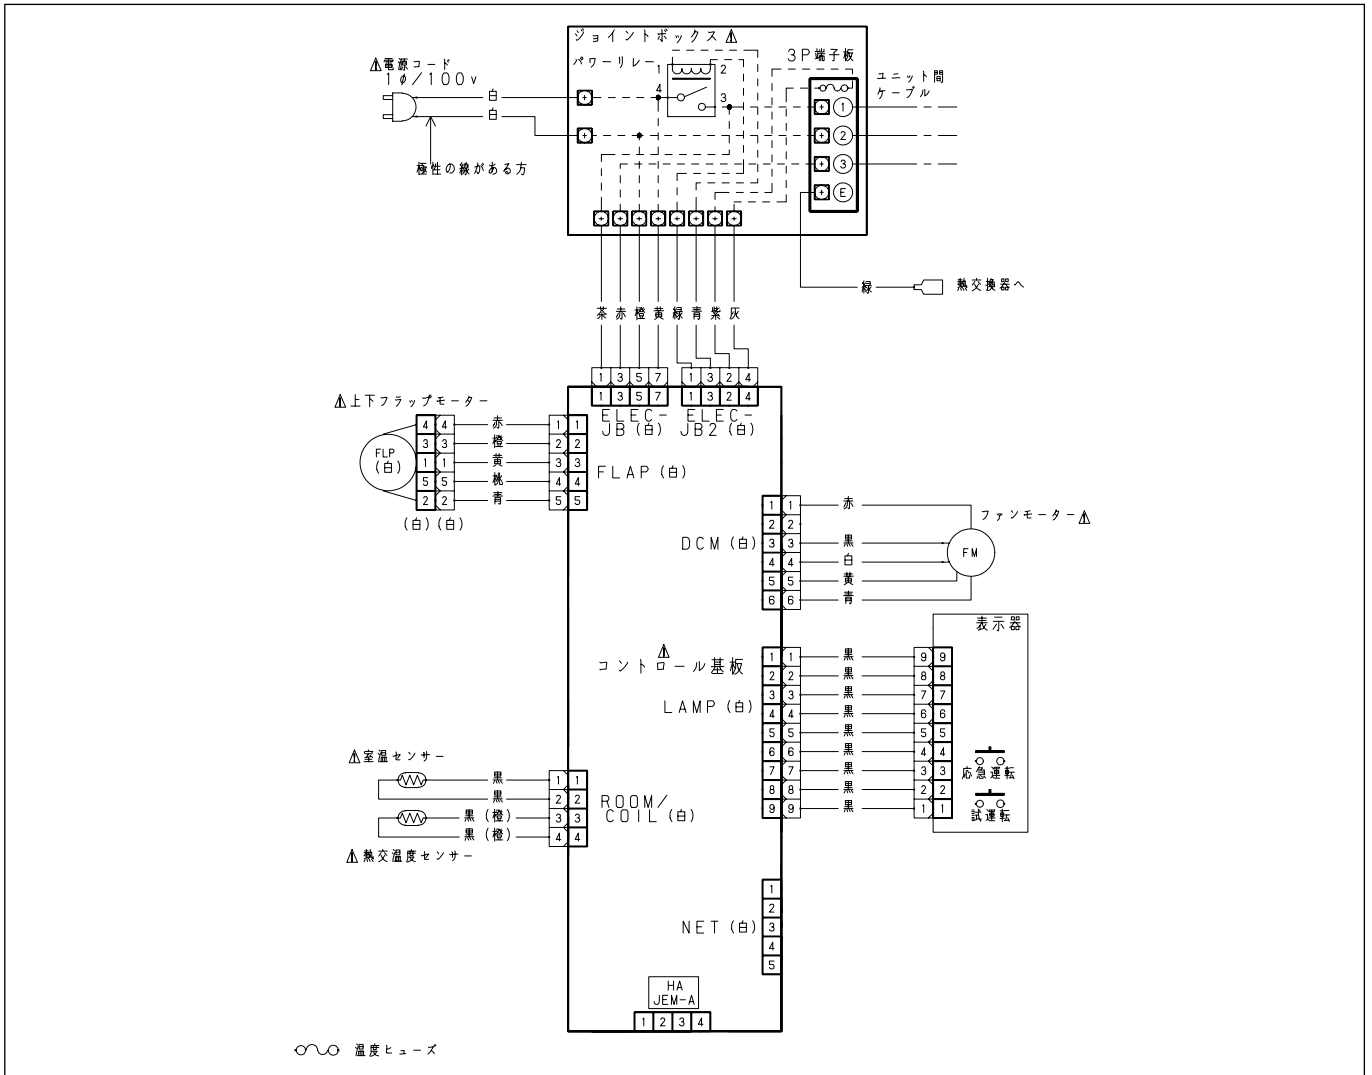 ジョイントボックス ⚠
パワーリレー
1 2
4 3
3P端子板
⚠電源コード
1φ/100v
白
白
極性の線がある方
ユニット間
ケーブル
1
2
3
E
緑
熱交換器へ
茶 赤 橙 黄 緑 青 紫 灰
1 3 5 7 1 3 2 4
1 3 5 7 1 3 2 4
ELEC-
JB (白)
ELEC-
JB2 (白)
⚠上下フラップモーター
FLP
(白)
4 4 赤 1 1
3 3 橙 2 2
1 1 黄 3 3
5 5 桃 4 4
2 2 青 5 5
(白) (白)
FLAP (白)
DCM (白)
1 1 赤
2 2
3 3 黒
4 4 白
5 5 黄
6 6 青
ファンモーター⚠
FM
表示器
⚠
コントロール基板
LAMP (白)
1 1 黒 9 9
2 2 黒 8 8
3 3 黒 7 7
4 4 黒 6 6
5 5 黒 5 5
6 6 黒 4 4
7 7 黒 3 3
8 8 黒 2 2
9 9 黒 1 1
応急運転
試運転
⚠室温センサー
黒 1 1
黒 2 2
黒 (橙) 3 3
黒 (橙) 4 4
⚠熱交温度センサー
ROOM/
COIL (白)
NET (白)
1
2
3
4
5
HA
JEM-A
1 2 3 4
温度ヒューズ